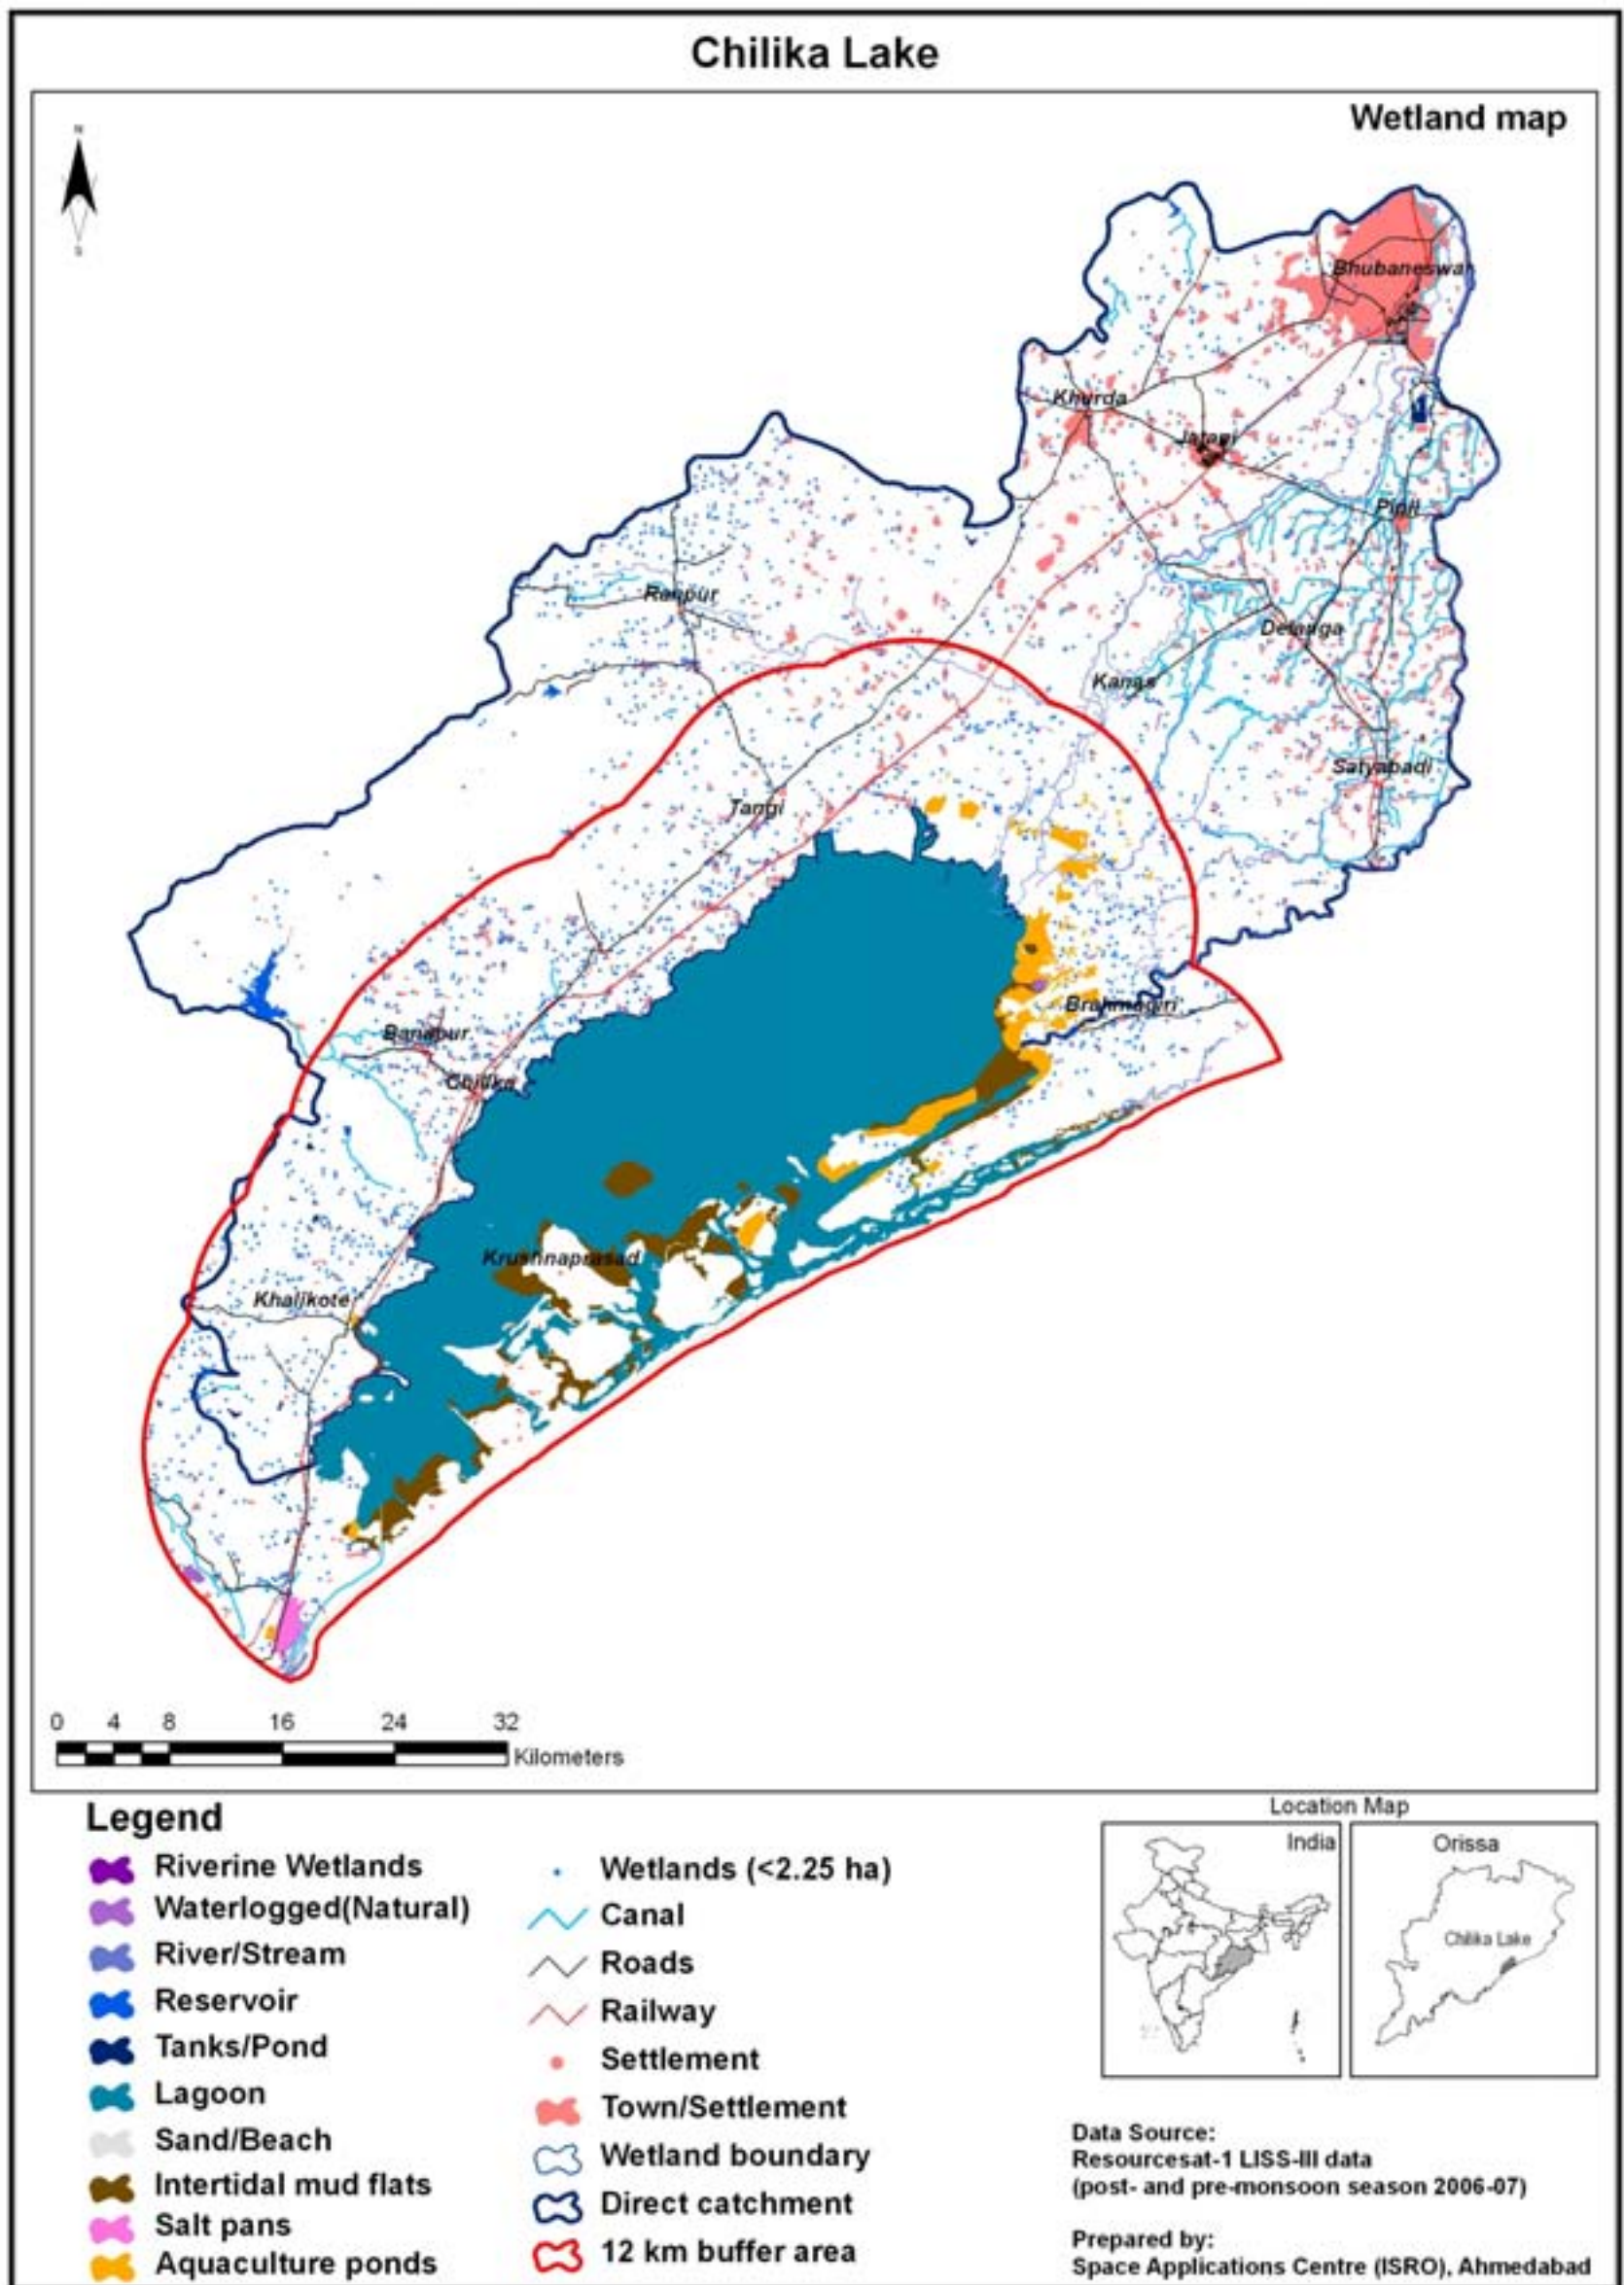 Chilika Lake
Wetland map
N
S
Bhubaneswar
Khurda
Jatani
Pipli
Ranpur
Delanga
Kanas
Satyabadi
Tangi
Brahmagiri
Banapur
Chilika
Krushnaprasad
Khalikote
0 4 8 16 24 32
Kilometers
Legend
Riverine Wetlands
Waterlogged(Natural)
River/Stream
Reservoir
Tanks/Pond
Lagoon
Sand/Beach
Intertidal mud flats
Salt pans
Aquaculture ponds
Wetlands (<2.25 ha)
Canal
Roads
Railway
Settlement
Town/Settlement
Wetland boundary
Direct catchment
12 km buffer area
Location Map
India
Orissa
Chilika Lake
Data Source:
Resourcesat-1 LISS-III data
(post- and pre-monsoon season 2006-07)
Prepared by:
Space Applications Centre (ISRO), Ahmedabad